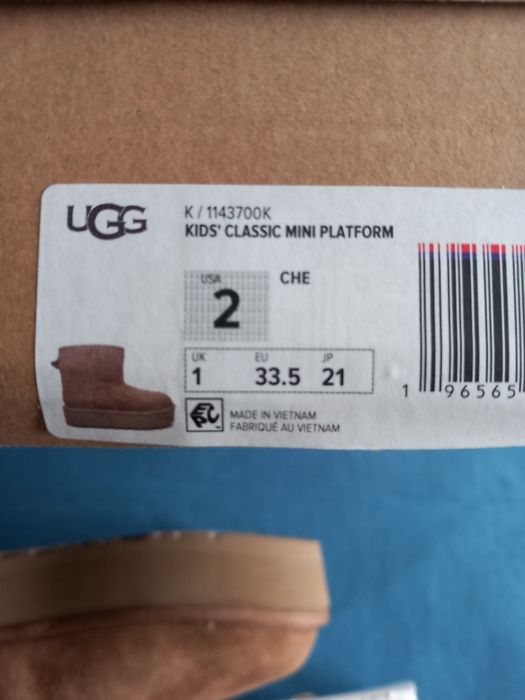 UGG
K / 1143700K
KIDS' CLASSIC MINI PLATFORM
USA
2
CHE
UK EU JP
1 33.5 21
1 96565
MADE IN VIETNAM
FABRIQUÉ AU VIETNAM